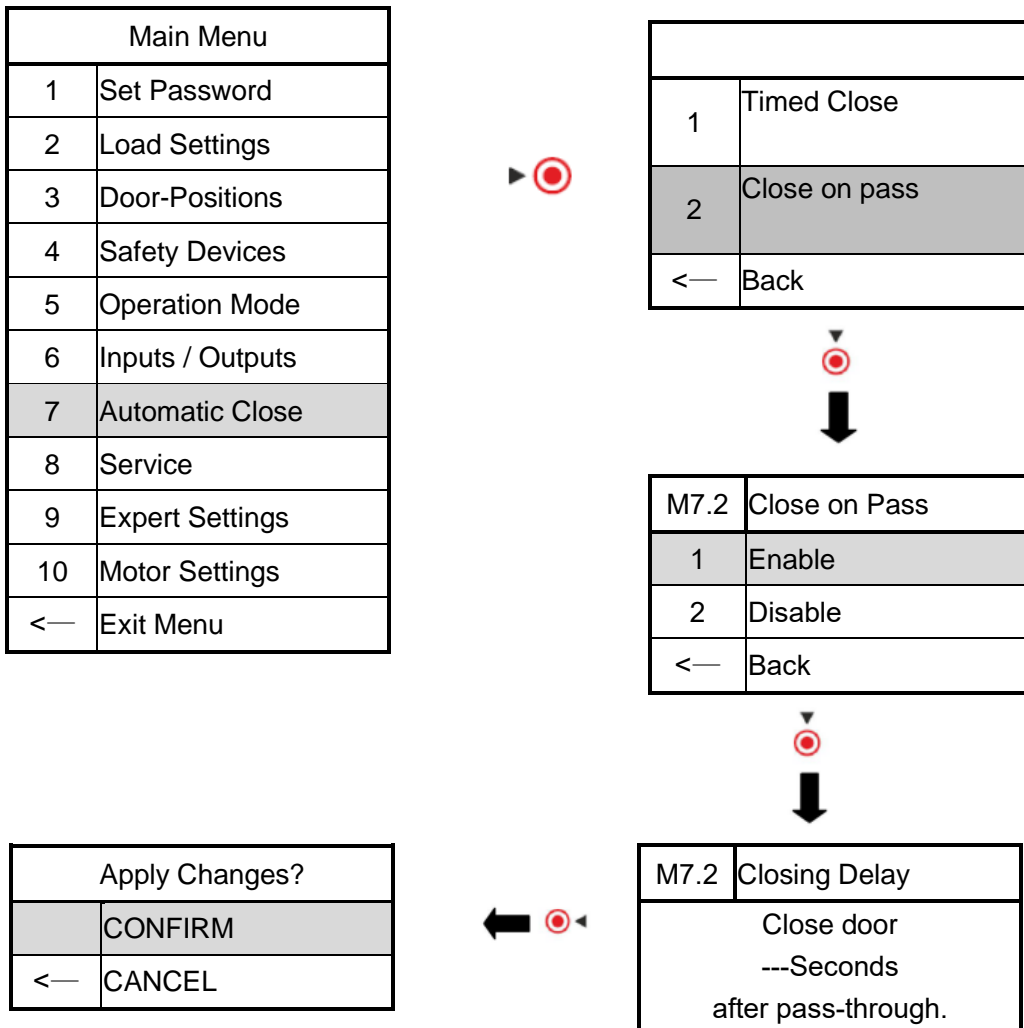 Main Menu
1 Set Password
2 Load Settings
3 Door-Positions
4 Safety Devices
5 Operation Mode
6 Inputs / Outputs
7 Automatic Close
8 Service
9 Expert Settings
10 Motor Settings
<— Exit Menu
1 Timed Close
2 Close on pass
<— Back
M7.2 Close on Pass
1 Enable
2 Disable
<— Back
M7.2 Closing Delay
Close door
---Seconds
after pass-through.
Apply Changes?
CONFIRM
<— CANCEL